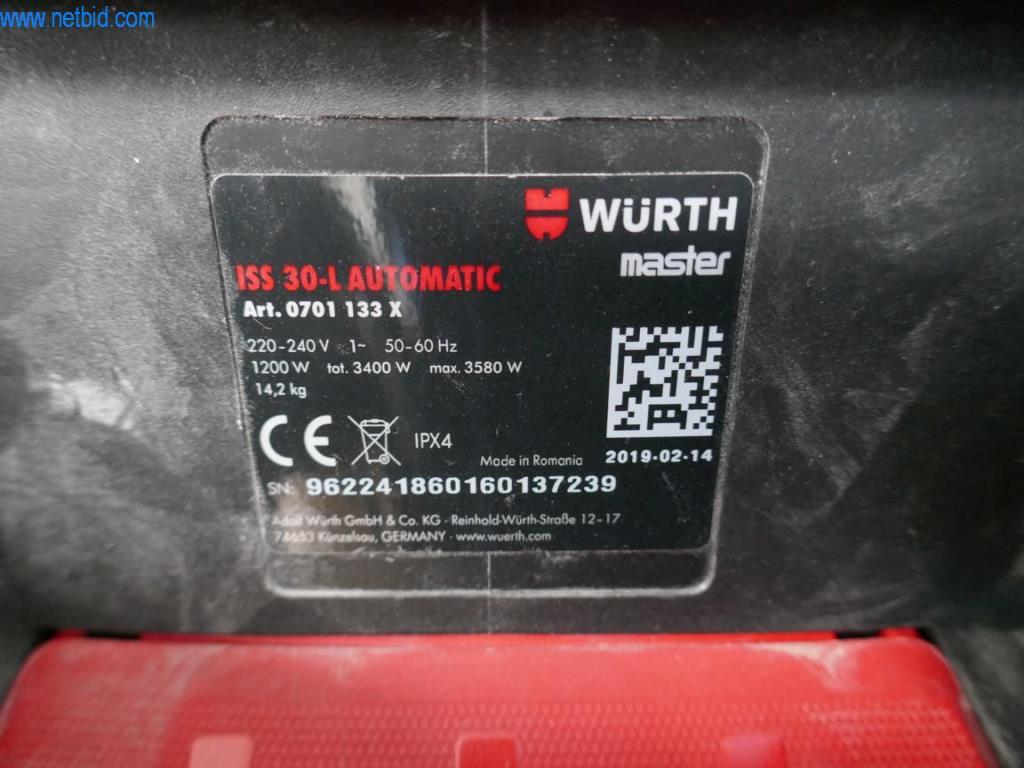 www.netbid.com
WÜRTH
master
ISS 30-L AUTOMATIC
Art. 0701 133 X
220-240 V 1~ 50-60 Hz
1200 W tot. 3400 W max. 3580 W
14,2 kg
CE IPX4
Made in Romania 2019-02-14
SN: 962241860160137239
Adolf Würth GmbH & Co. KG · Reinhold-Würth-Straße 12-17
74653 Künzelsau, GERMANY · www.wuerth.com